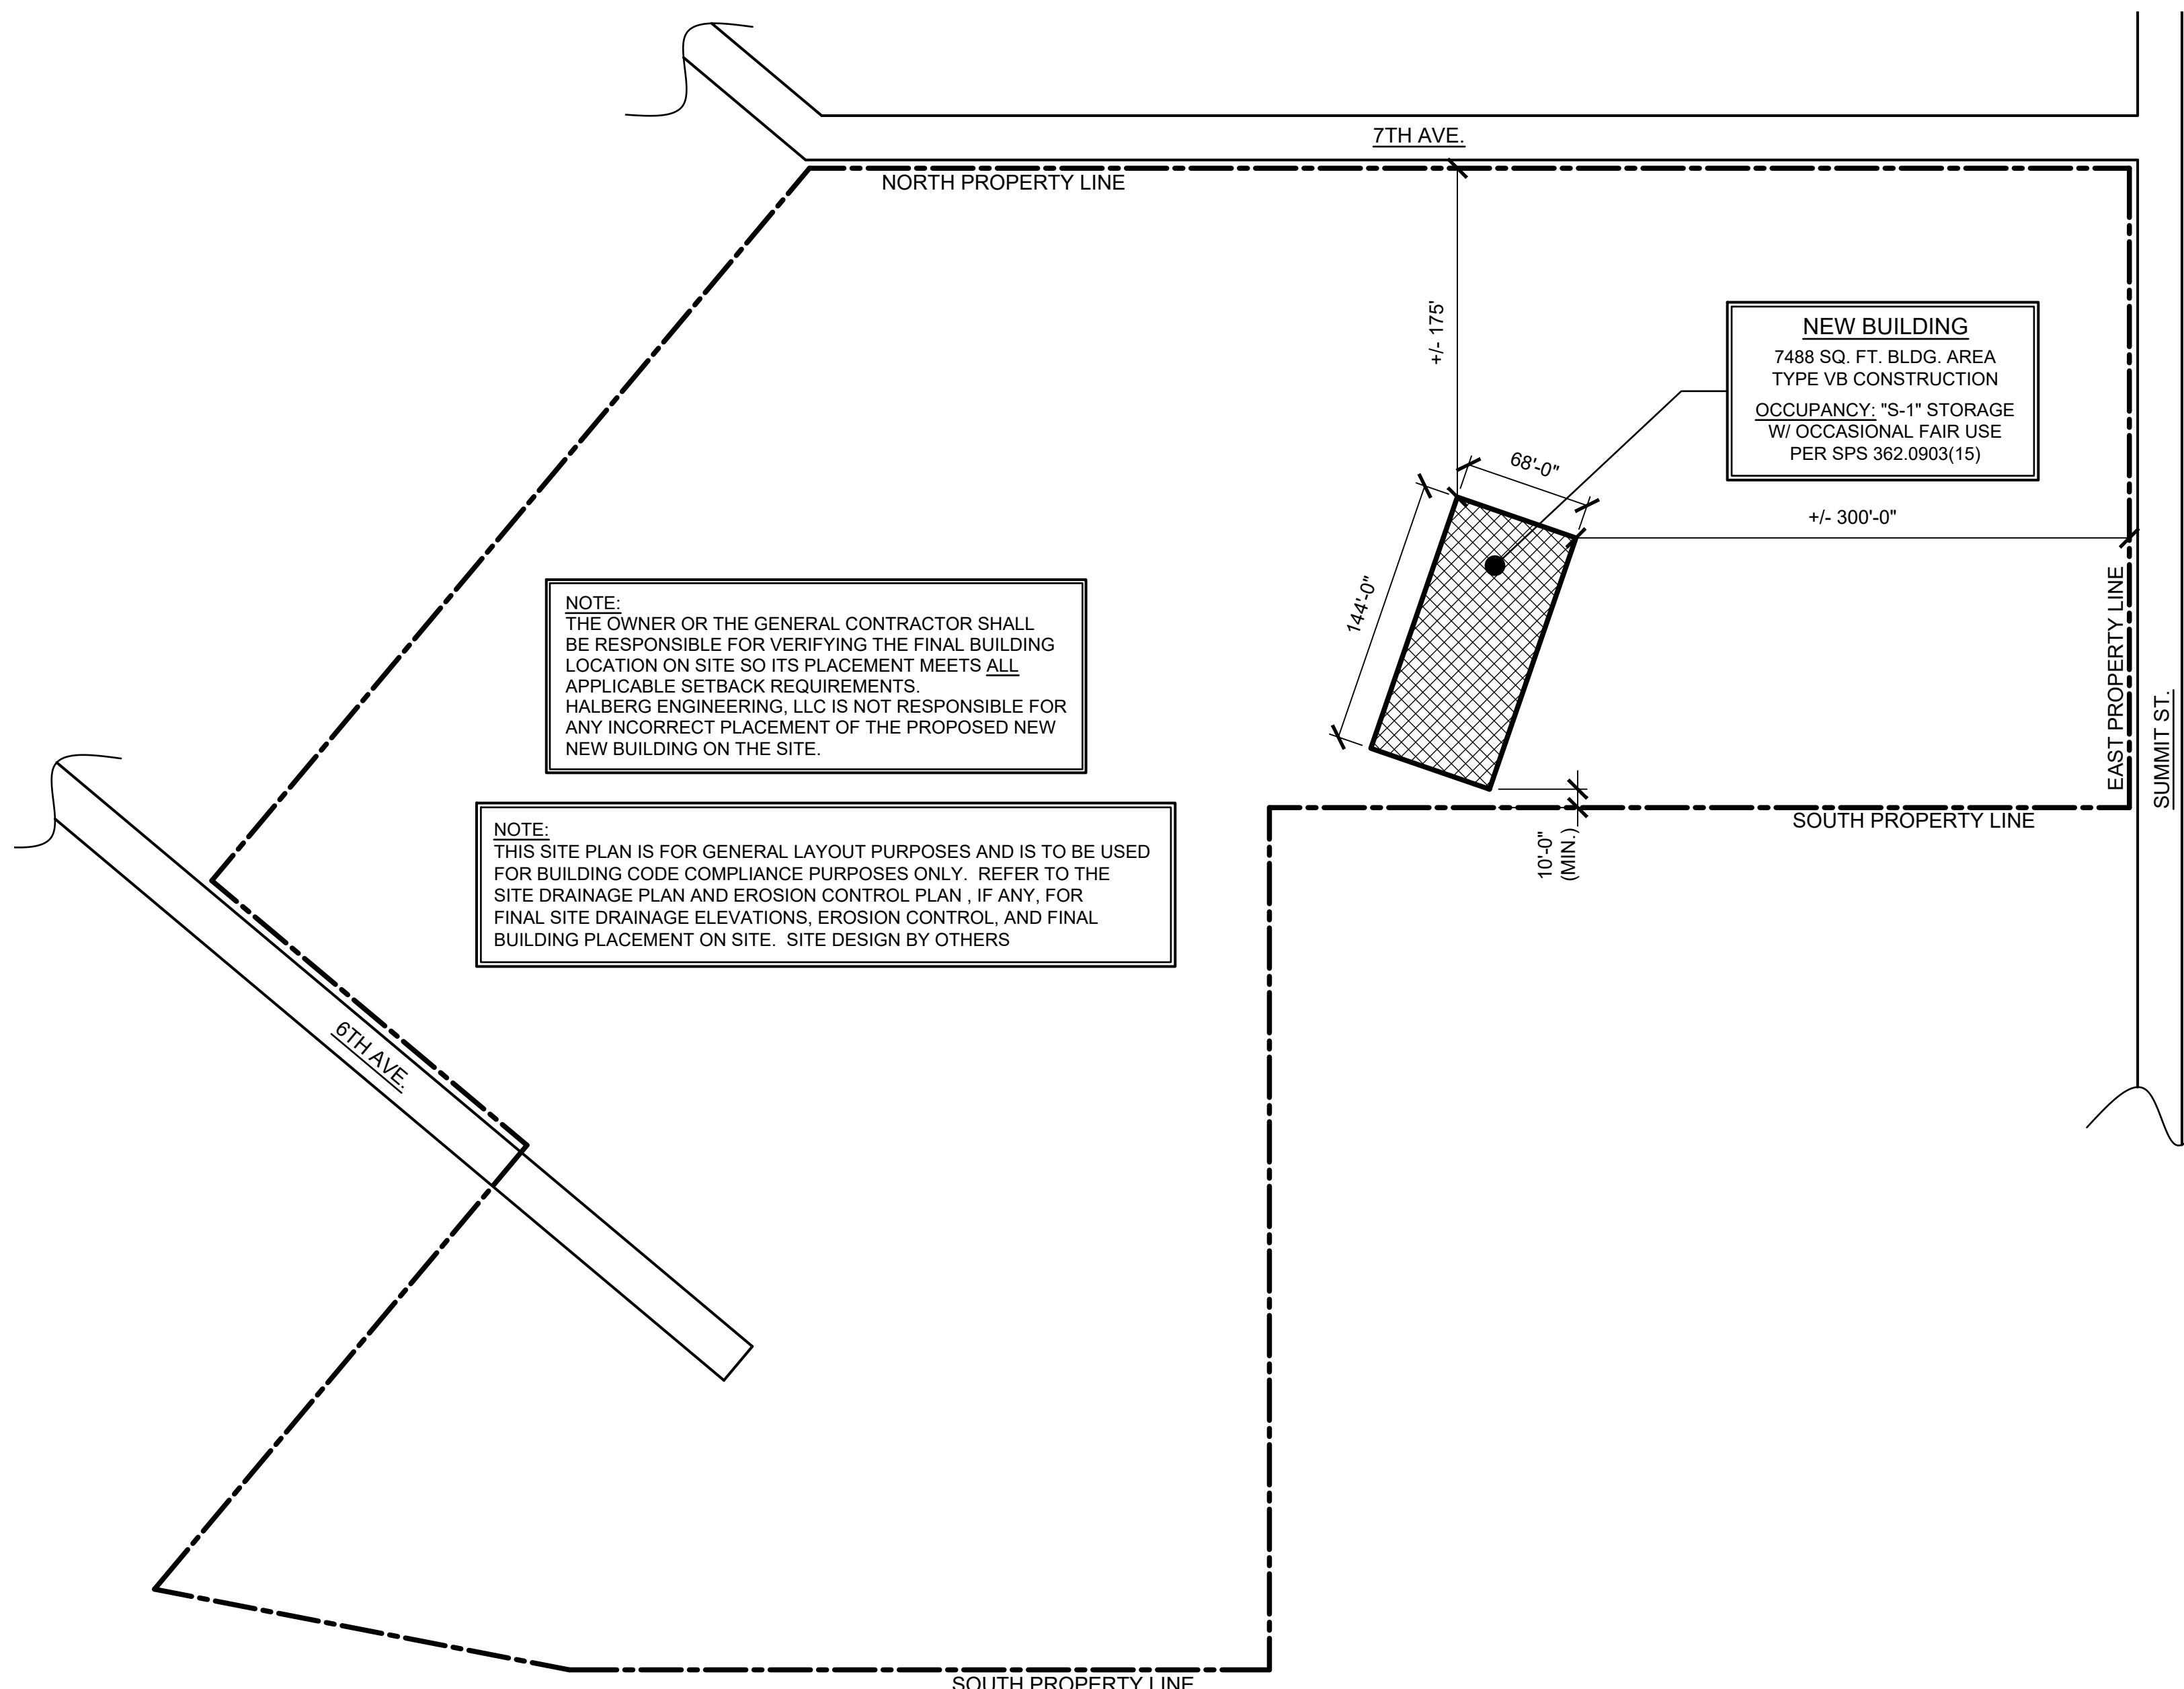 7TH AVE.
NORTH PROPERTY LINE
+/- 175'
NEW BUILDING
7488 SQ. FT. BLDG. AREA
TYPE VB CONSTRUCTION
OCCUPANCY: "S-1" STORAGE
W/ OCCASIONAL FAIR USE
PER SPS 362.0903(15)
68'-0"
+/- 300'-0"
144'-0"
EAST PROPERTY LINE
SUMMIT ST.
NOTE:
THE OWNER OR THE GENERAL CONTRACTOR SHALL
BE RESPONSIBLE FOR VERIFYING THE FINAL BUILDING
LOCATION ON SITE SO ITS PLACEMENT MEETS ALL
APPLICABLE SETBACK REQUIREMENTS.
HALBERG ENGINEERING, LLC IS NOT RESPONSIBLE FOR
ANY INCORRECT PLACEMENT OF THE PROPOSED NEW
NEW BUILDING ON THE SITE.
SOUTH PROPERTY LINE
10'-0"
(MIN.)
NOTE:
THIS SITE PLAN IS FOR GENERAL LAYOUT PURPOSES AND IS TO BE USED
FOR BUILDING CODE COMPLIANCE PURPOSES ONLY.  REFER TO THE
SITE DRAINAGE PLAN AND EROSION CONTROL PLAN , IF ANY, FOR
FINAL SITE DRAINAGE ELEVATIONS, EROSION CONTROL, AND FINAL
BUILDING PLACEMENT ON SITE.  SITE DESIGN BY OTHERS
6TH AVE.
SOUTH PROPERTY LINE